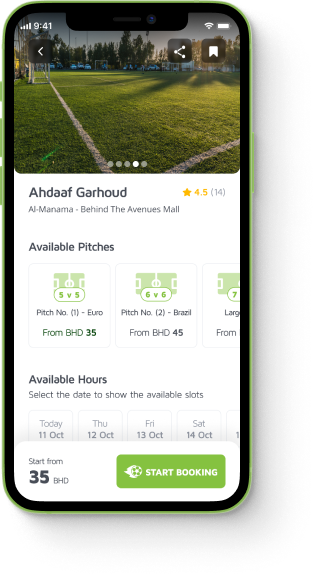 9:41
Ahdaaf Garhoud
4.5 (14)
Al-Manama - Behind The Avenues Mall
Available Pitches
5 v 5
6 v 6
7
Pitch No. (1) - Euro
Pitch No. (2) - Brazil
Larg
From BHD 35
From BHD 45
From
Available Hours
Select the date to show the available slots
Today
Thu
Fri
Sat
11 Oct
12 Oct
13 Oct
14 Oct
1
Start from
35 BHD
START BOOKING